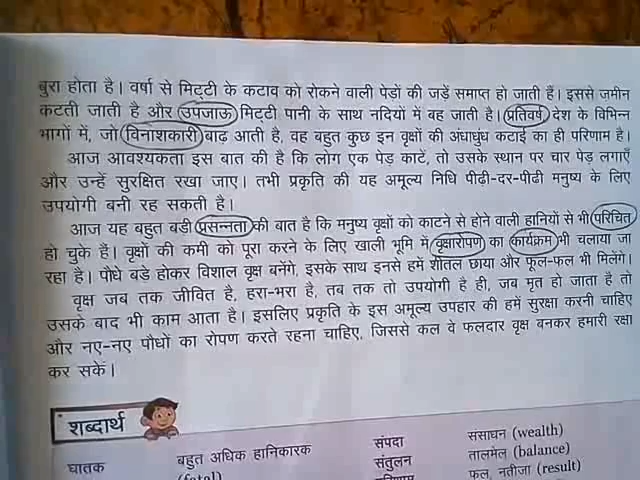 बुरा होता है। वर्षा से मिट्टी के कटाव को रोकने वाली पेड़ों की जड़ें समाप्त हो जाती हैं। इससे जमीन
कटती जाती है और उपजाऊ मिट्टी पानी के साथ नदियों में बह जाती है। प्रतिवर्ष देश के विभिन्न
भागों में, जो विनाशकारी बाढ़ आती है, वह बहुत कुछ इन वृक्षों की अंधाधुंध कटाई का ही परिणाम है।
आज आवश्यकता इस बात की है कि लोग एक पेड़ काटें, तो उसके स्थान पर चार पेड़ लगाएँ
और उन्हें सुरक्षित रखा जाए। तभी प्रकृति की यह अमूल्य निधि पीढ़ी-दर-पीढी मनुष्य के लिए
उपयोगी बनी रह सकती है।
आज यह बहुत बड़ी प्रसन्नता की बात है कि मनुष्य वृक्षों को काटने से होने वाली हानियों से भी परिचित
हो चुके हैं। वृक्षों की कमी को पूरा करने के लिए खाली भूमि में वृक्षारोपण का कार्यक्रम भी चलाया जा
रहा है। पौधे बड़े होकर विशाल वृक्ष बनेंगे, इसके साथ इनसे हमें शीतल छाया और फूल-फल भी मिलेंगे।
वृक्ष जब तक जीवित है, हरा-भरा है, तब तक तो उपयोगी है ही, जब मृत हो जाता है तो
उसके बाद भी काम आता है। इसलिए प्रकृति के इस अमूल्य उपहार की हमें सुरक्षा करनी चाहिए
और नए-नए पौधों का रोपण करते रहना चाहिए, जिससे कल वे फलदार वृक्ष बनकर हमारी रक्षा
कर सकें।
शब्दार्थ
घातक बहुत अधिक हानिकारक संपदा संसाधन (wealth)
(fatal) संतुलन तालमेल (balance)
फल, नतीजा (result)